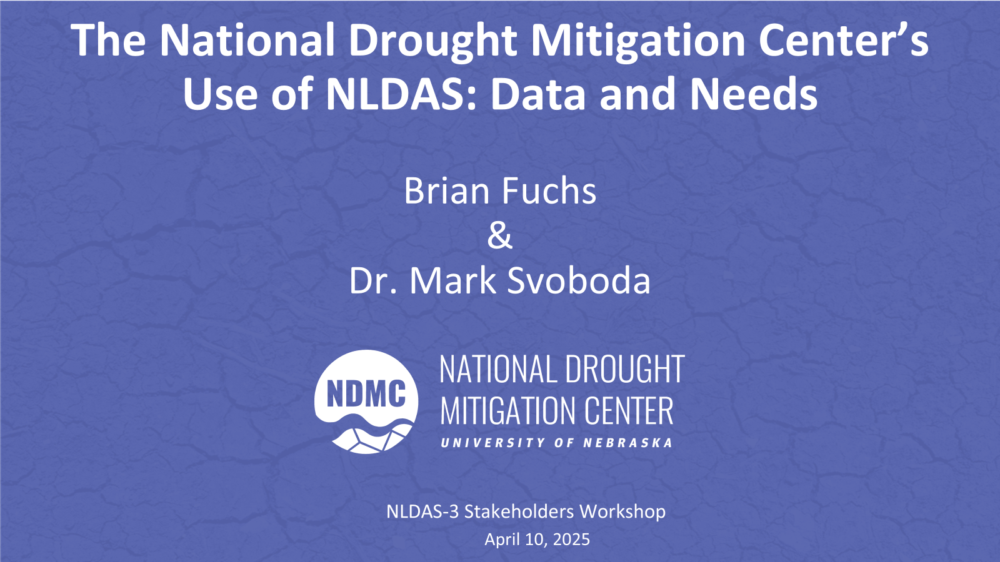 The National Drought Mitigation Center’s
Use of NLDAS: Data and Needs
Brian Fuchs
&
Dr. Mark Svoboda
NDMC
NATIONAL DROUGHT
MITIGATION CENTER
UNIVERSITY OF NEBRASKA
NLDAS-3 Stakeholders Workshop
April 10, 2025